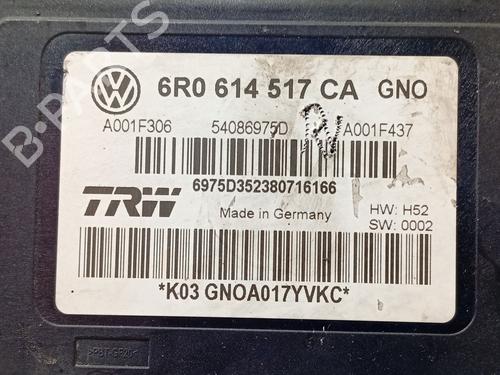 6R0 614 517 CA GNO
A001F306 54086975D A001F437
RV
6975D352380716166
TRW
Made in Germany
HW: H52
SW: 0002
*K03 GNOA017YVKC*
B-PARTS